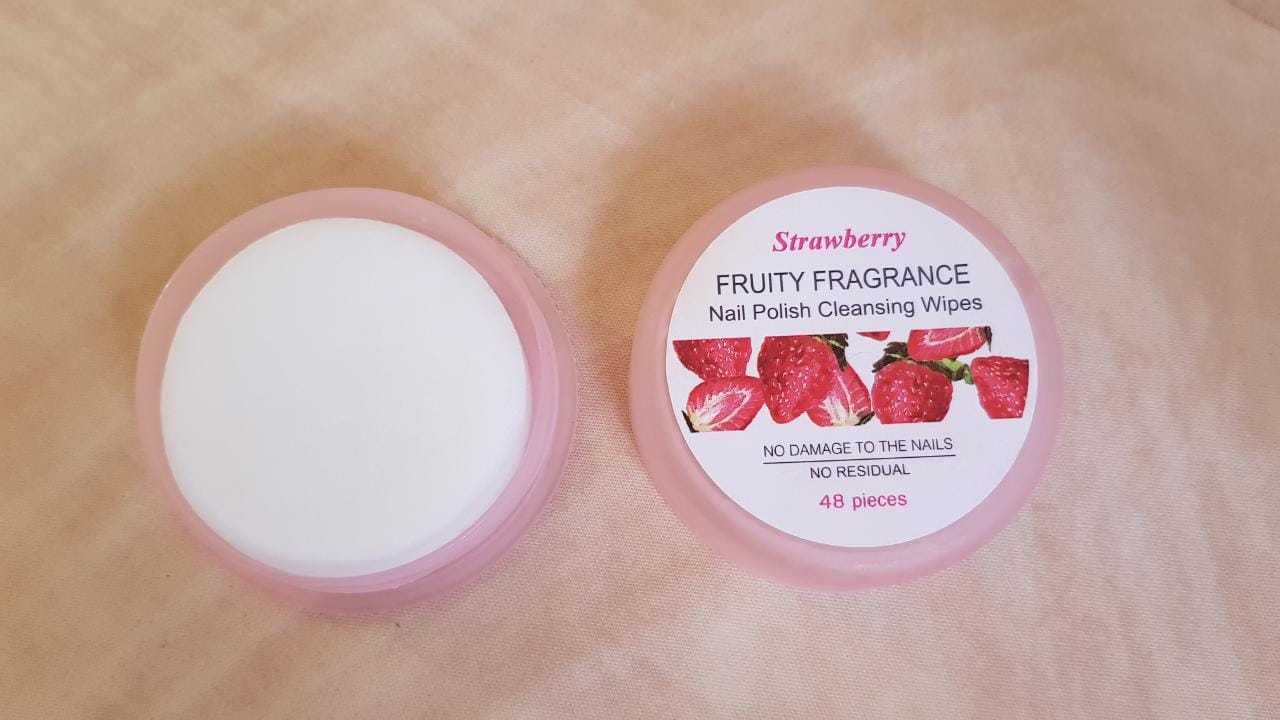 Strawberry
FRUITY FRAGRANCE
Nail Polish Cleansing Wipes
NO DAMAGE TO THE NAILS
NO RESIDUAL
48 pieces